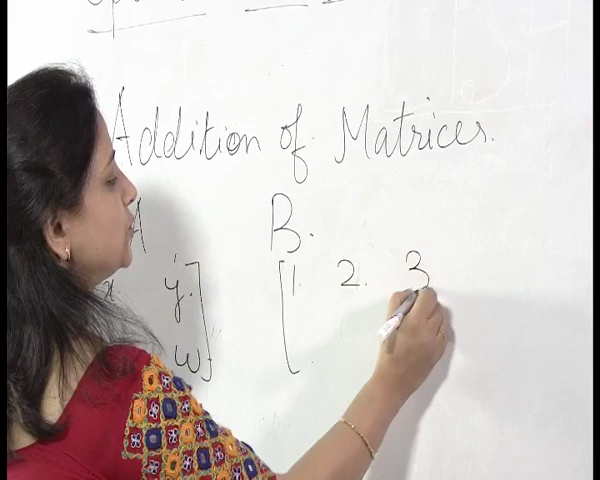 Addition of Matrices.
A B.
x. y. ] [ 1. 2. 3
w